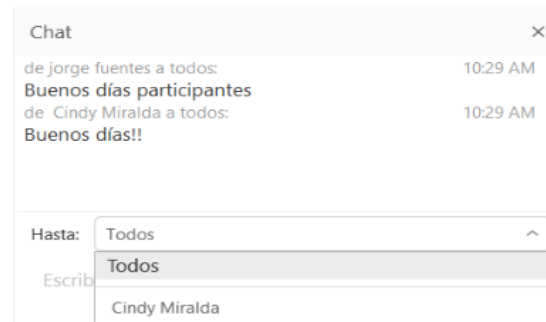 Chat ×
de jorge fuentes a todos: 10:29 AM
Buenos días participantes
de Cindy Miralda a todos: 10:29 AM
Buenos días!!
Hasta: Todos
Todos
Escrib
Cindy Miralda